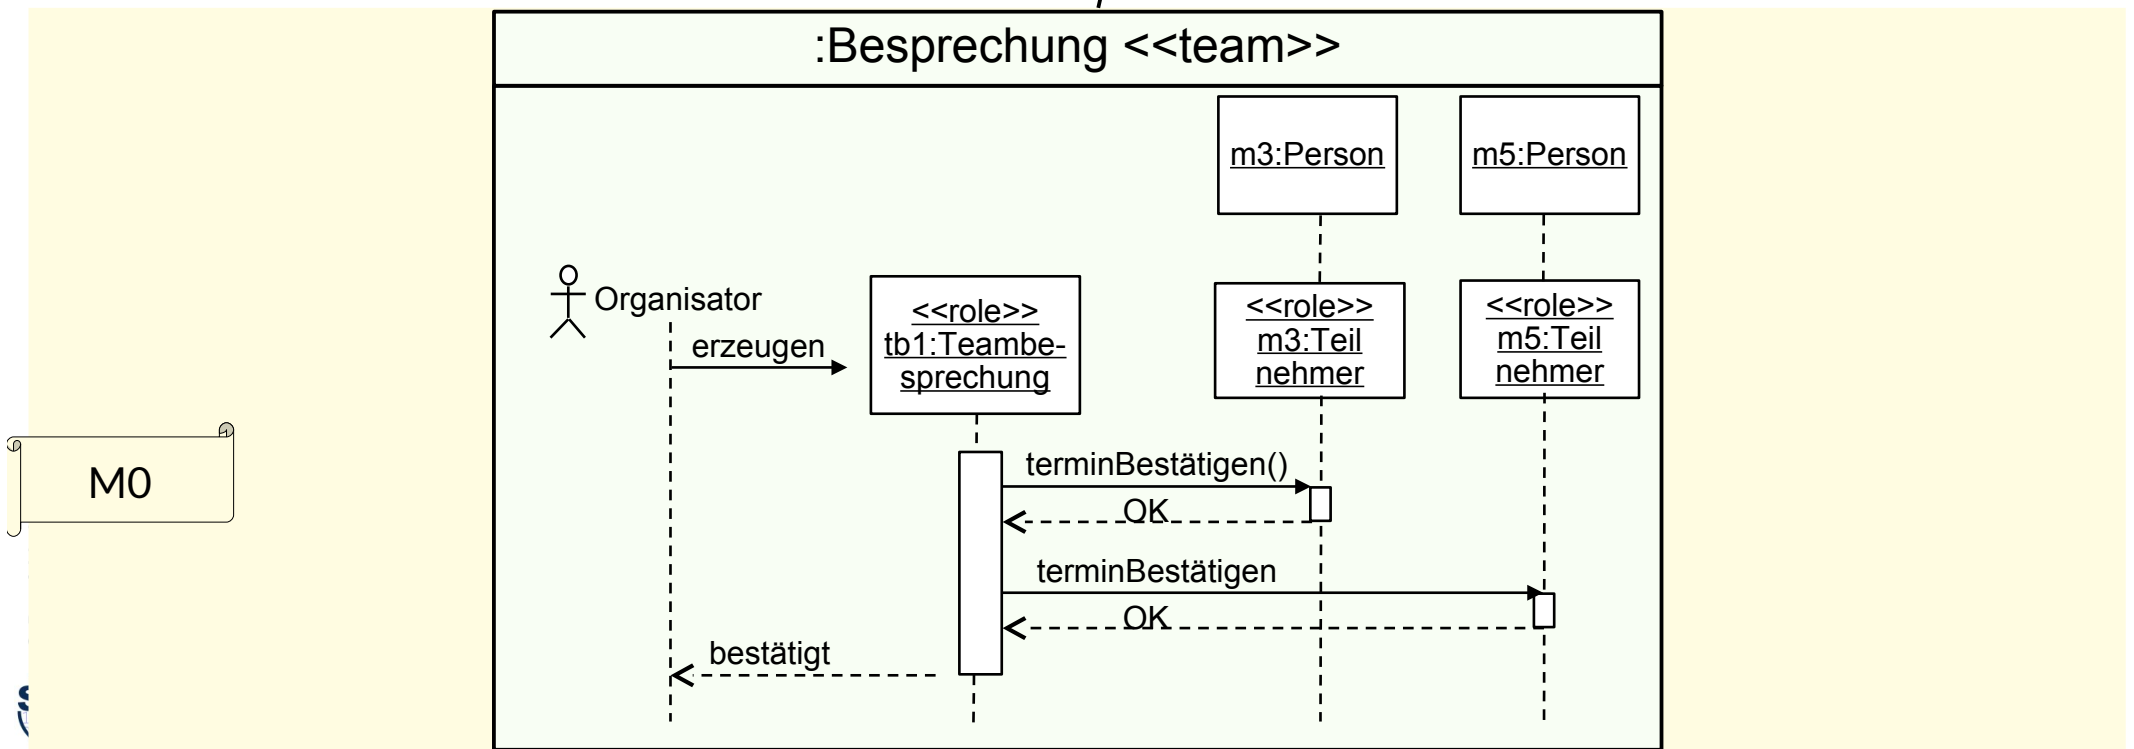 :Besprechung <<team>>
m3:Person
m5:Person
Organisator
<<role>>
tb1:Teambe-
sprechung
<<role>>
m3:Teil
nehmer
<<role>>
m5:Teil
nehmer
erzeugen
M0
terminBestätigen()
OK
terminBestätigen
OK
bestätigt